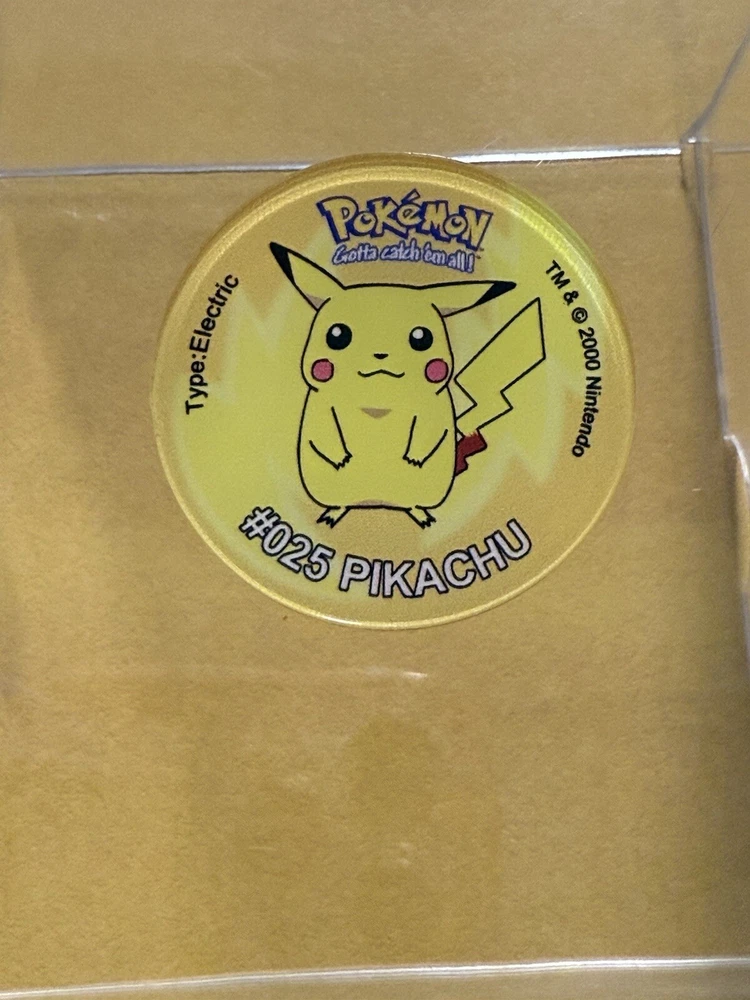 POKéMON
Gotta catch 'em all!
Type:Electric
TM & © 2000 Nintendo
#025 PIKACHU